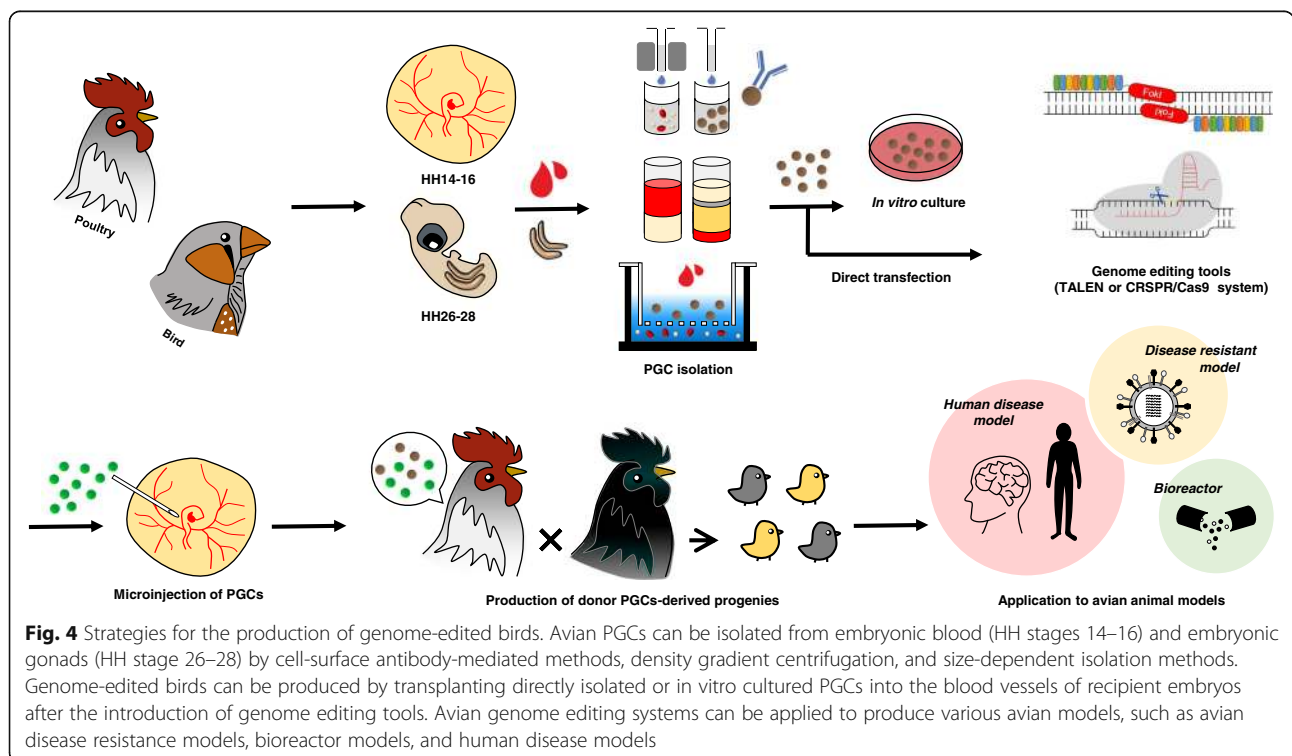 Poultry
Bird
HH14-16
HH26-28
PGC isolation
In vitro culture
Direct transfection
FokI
FokI
Genome editing tools
(TALEN or CRSPR/Cas9 system)
Microinjection of PGCs
Production of donor PGCs-derived progenies
Human disease
model
Disease resistant
model
Bioreactor
Application to avian animal models
Fig. 4 Strategies for the production of genome-edited birds. Avian PGCs can be isolated from embryonic blood (HH stages 14–16) and embryonic
gonads (HH stage 26–28) by cell-surface antibody-mediated methods, density gradient centrifugation, and size-dependent isolation methods.
Genome-edited birds can be produced by transplanting directly isolated or in vitro cultured PGCs into the blood vessels of recipient embryos
after the introduction of genome editing tools. Avian genome editing systems can be applied to produce various avian models, such as avian
disease resistance models, bioreactor models, and human disease models